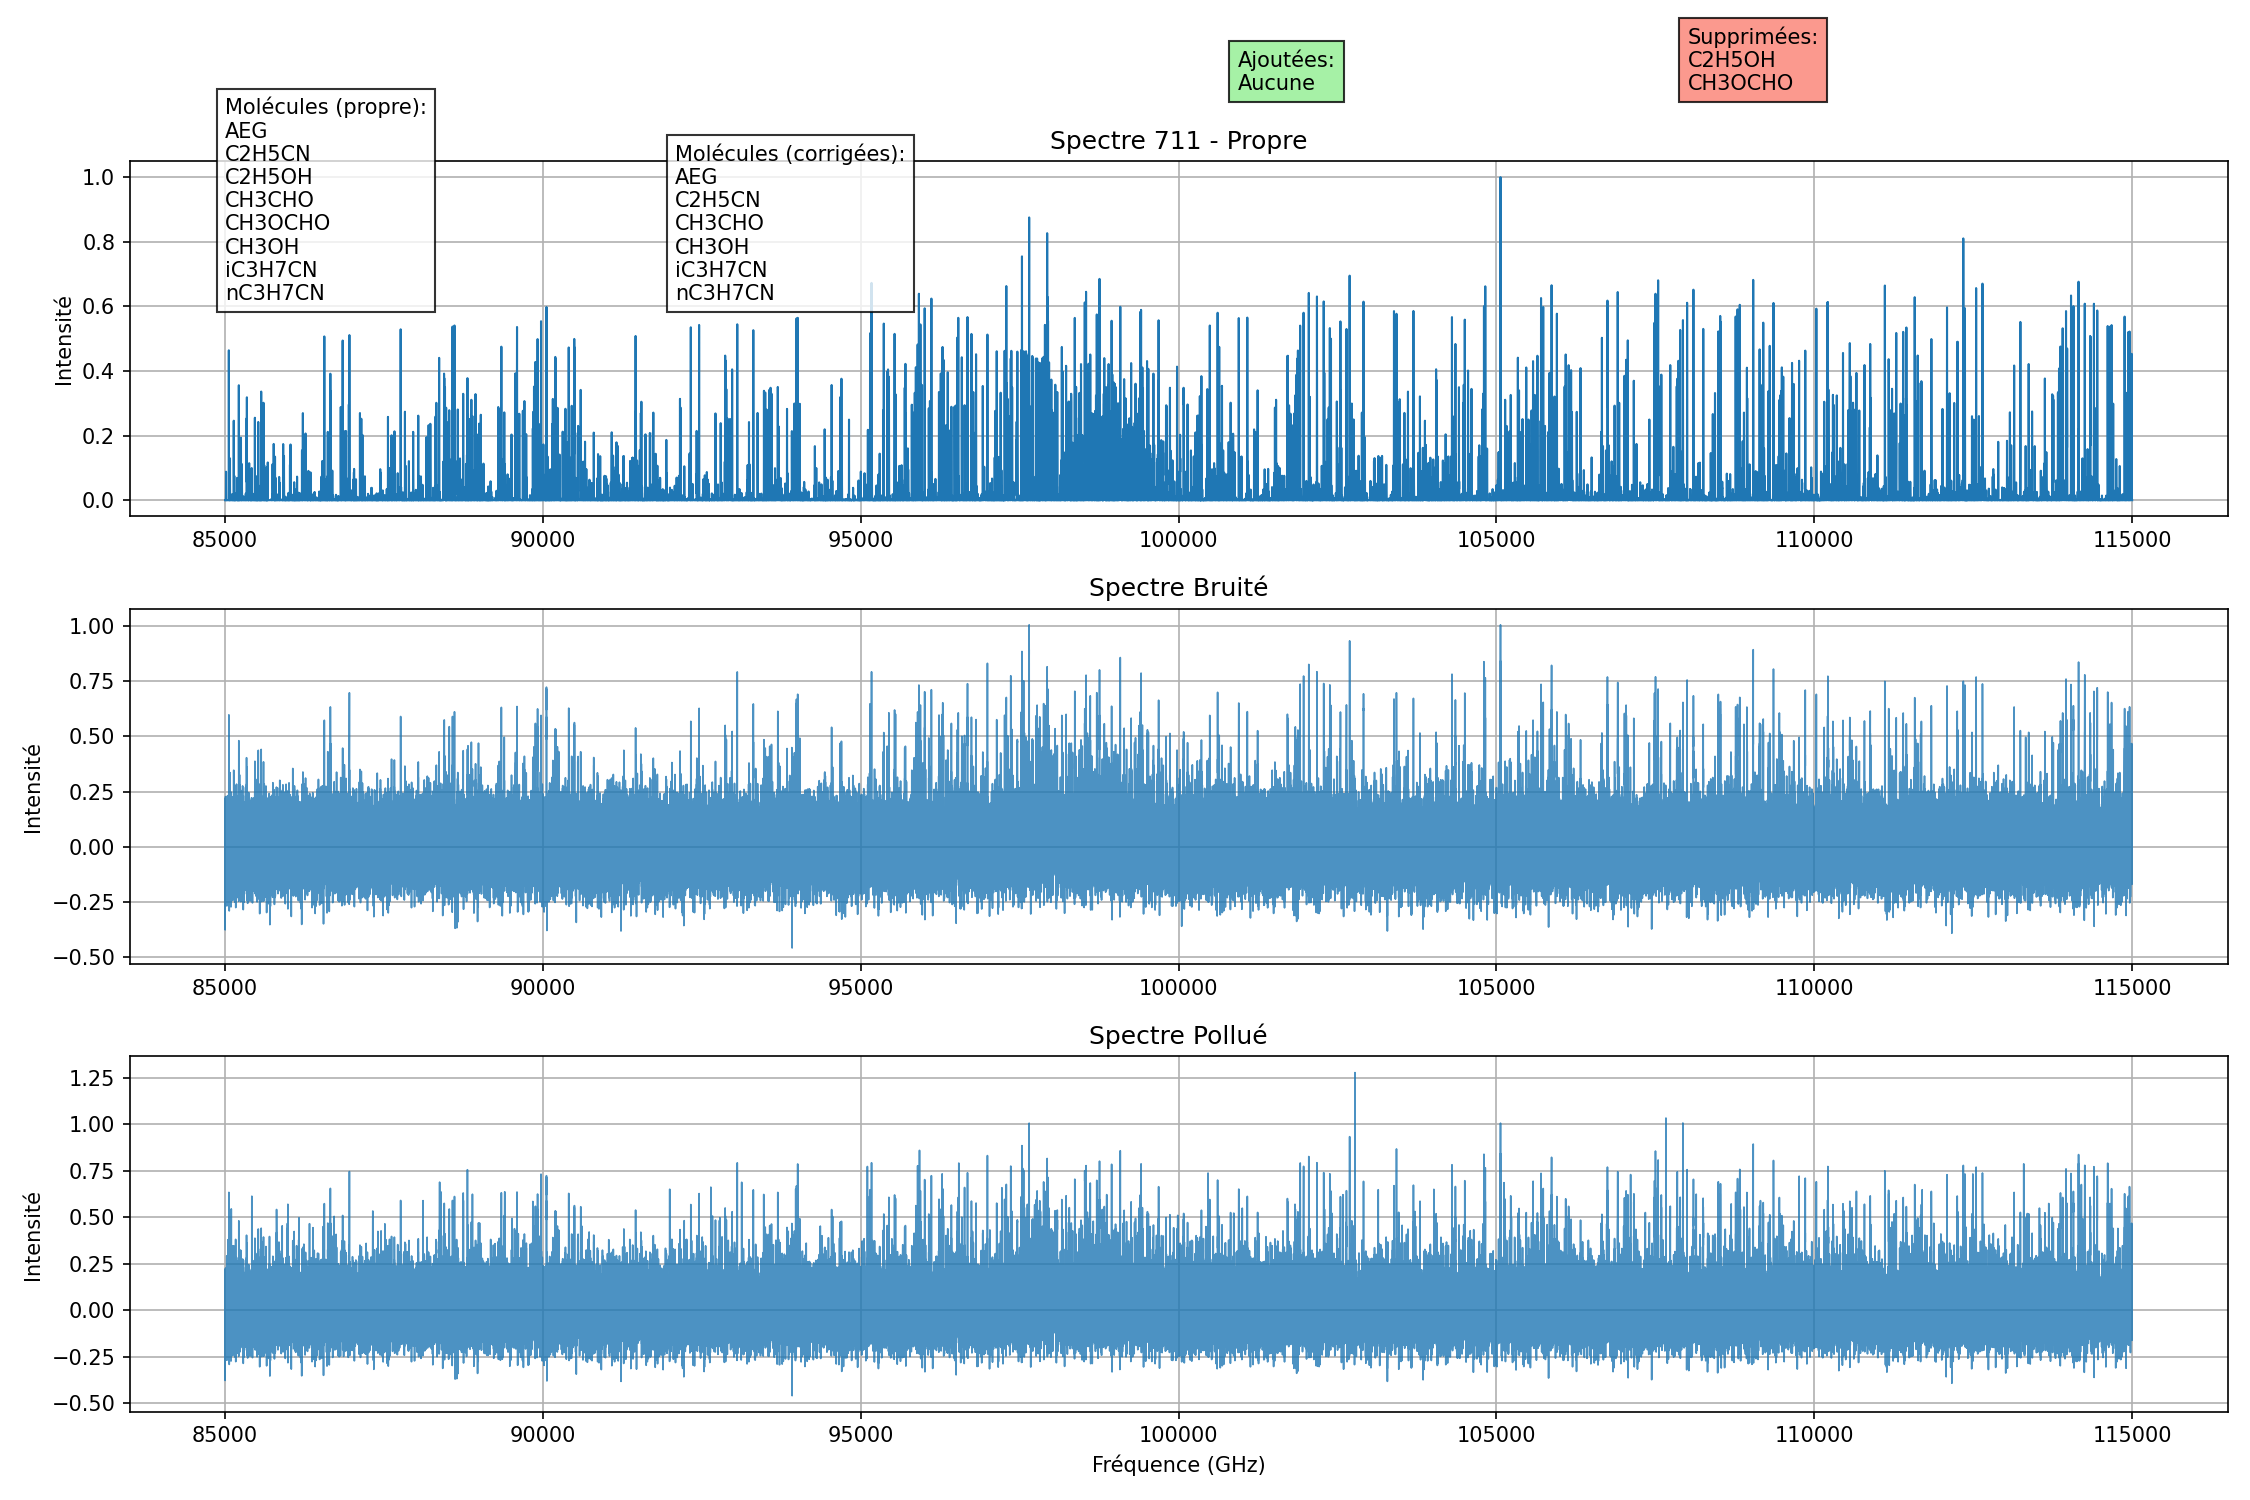 Supprimées:
C2H5OH
CH3OCHO
Ajoutées:
Aucune
Molécules (propre):
AEG
C2H5CN
C2H5OH
CH3CHO
CH3OCHO
CH3OH
iC3H7CN
nC3H7CN
Molécules (corrigées):
AEG
C2H5CN
CH3CHO
CH3OH
iC3H7CN
nC3H7CN
Spectre 711 - Propre
Intensité
1.0
0.8
0.6
0.4
0.2
0.0
85000 90000 95000 100000 105000 110000 115000
Spectre Bruité
Intensité
1.00
0.75
0.50
0.25
0.00
−0.25
−0.50
85000 90000 95000 100000 105000 110000 115000
Spectre Pollué
Intensité
1.25
1.00
0.75
0.50
0.25
0.00
−0.25
−0.50
85000 90000 95000 100000 105000 110000 115000
Fréquence (GHz)